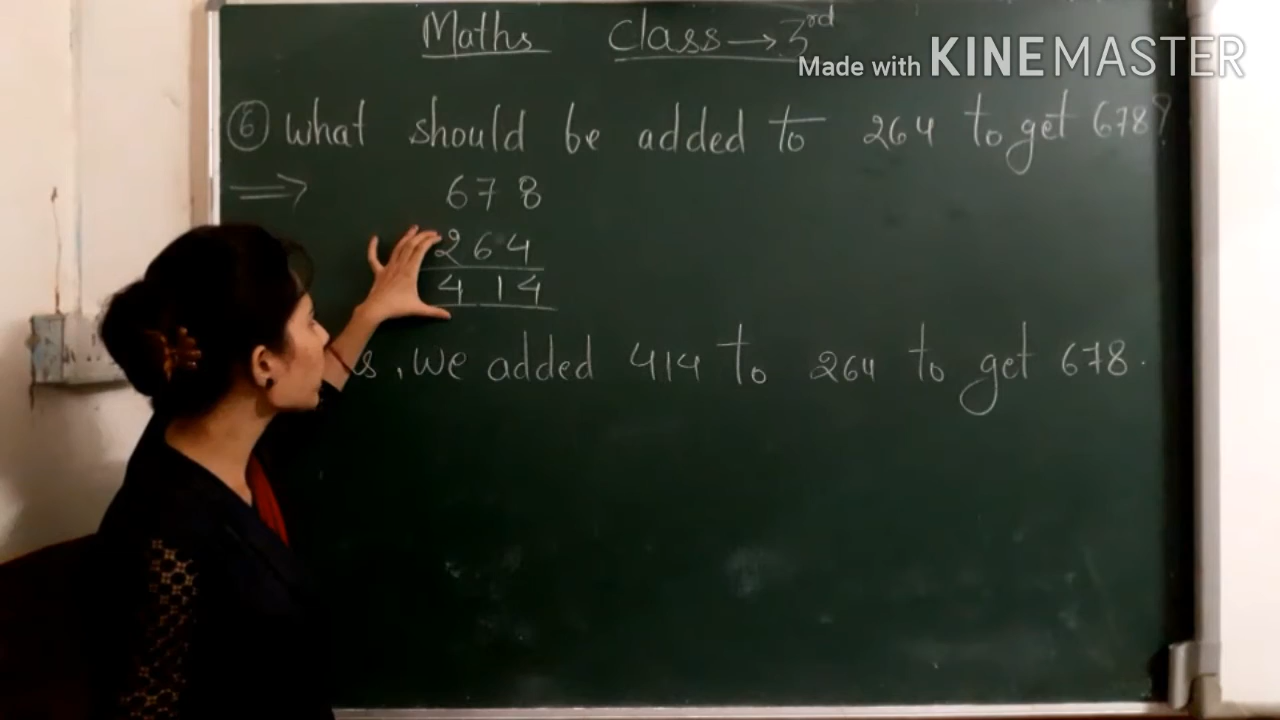 Maths Class → 3rd
Made with KINEMASTER
⑥ What should be added to 264 to get 678?
⇒ 678
264
414
s, we added 414 to 264 to get 678.